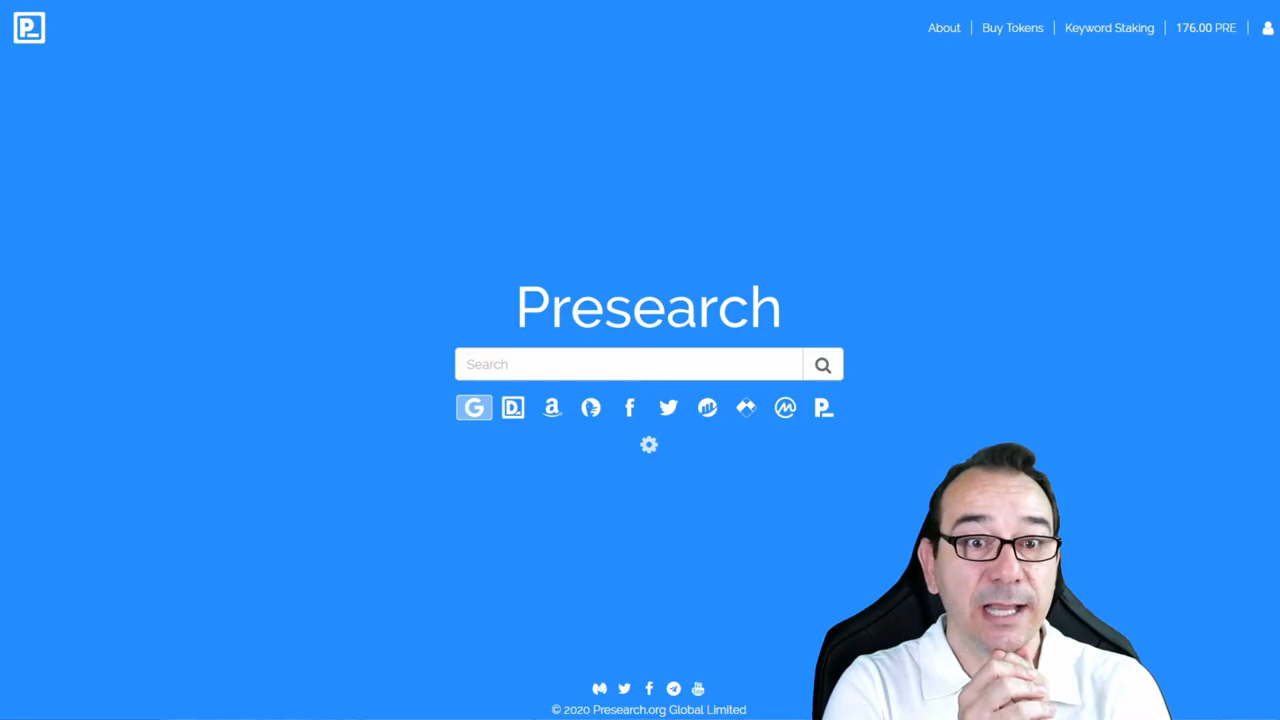 About
Buy Tokens
Keyword Staking
176.00 PRE
Presearch
Search
© 2020 Presearch.org Global Limited